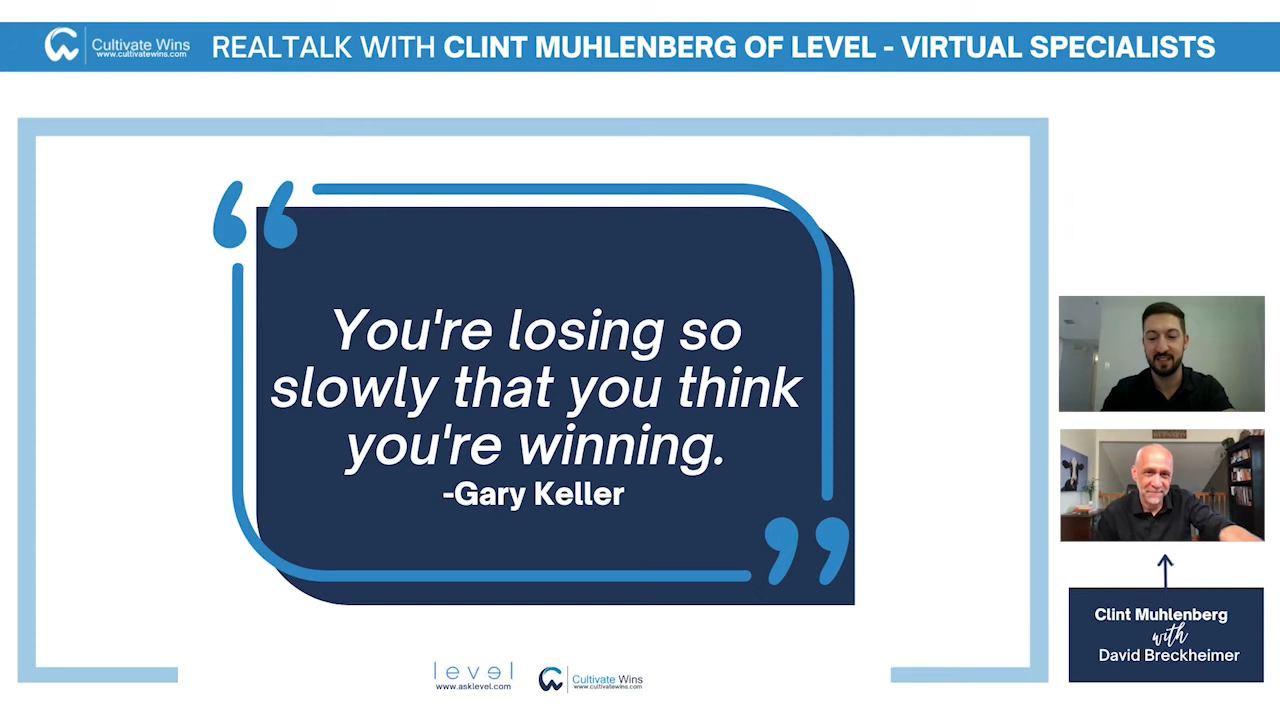 Cultivate Wins
www.cultivatewins.com
REALTALK WITH CLINT MUHLENBERG OF LEVEL - VIRTUAL SPECIALISTS
You're losing so
slowly that you think
you're winning.
-Gary Keller
Clint Muhlenberg
with
David Breckheimer
level
www.asklevel.com
Cultivate Wins
www.cultivatewins.com